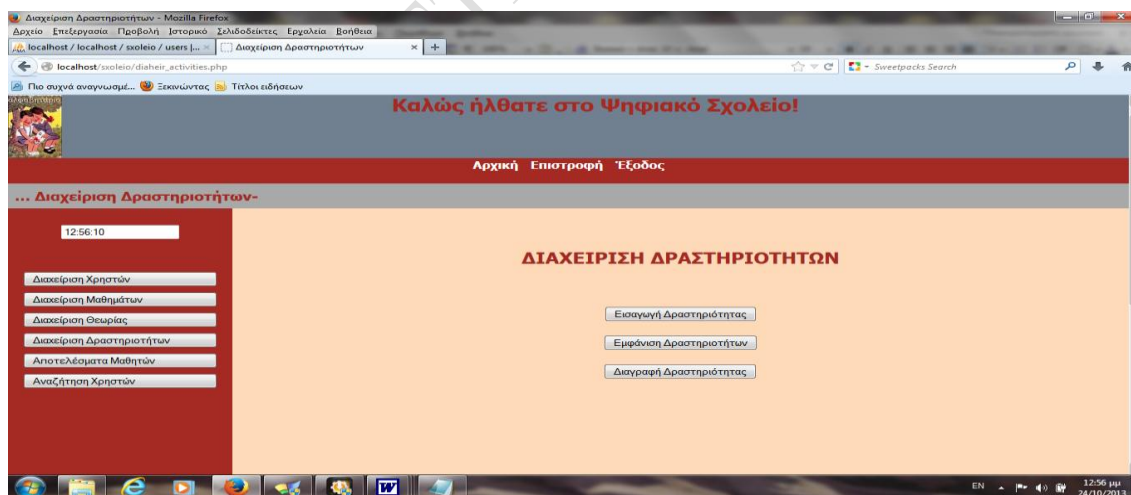 Διαχείριση Δραστηριοτήτων - Mozilla Firefox
Αρχείο Επεξεργασία Προβολή Ιστορικό Σελιδοδείκτες Εργαλεία Βοήθεια
localhost / localhost / sxoleio / users |... × Διαχείριση Δραστηριοτήτων × +
localhost/sxoleio/diaheir_activities.php Sweetpacks Search
Πιο συχνά αναγνωσμέ... Ξεκινώντας Τίτλοι ειδήσεων
Καλώς ήλθατε στο Ψηφιακό Σχολείο!
Αρχική Επιστροφή Έξοδος
... Διαχείριση Δραστηριοτήτων-
12:56:10
Διαχείριση Χρηστών
Διαχείριση Μαθημάτων
Διαχείριση Θεωρίας
Διαχείριση Δραστηριοτήτων
Αποτελέσματα Μαθητών
Αναζήτηση Χρηστών
ΔΙΑΧΕΙΡΙΣΗ ΔΡΑΣΤΗΡΙΟΤΗΤΩΝ
Εισαγωγή Δραστηριότητας
Εμφάνιση Δραστηριοτήτων
Διαγραφή Δραστηριότητας
EN 12:56 μμ
24/10/2013